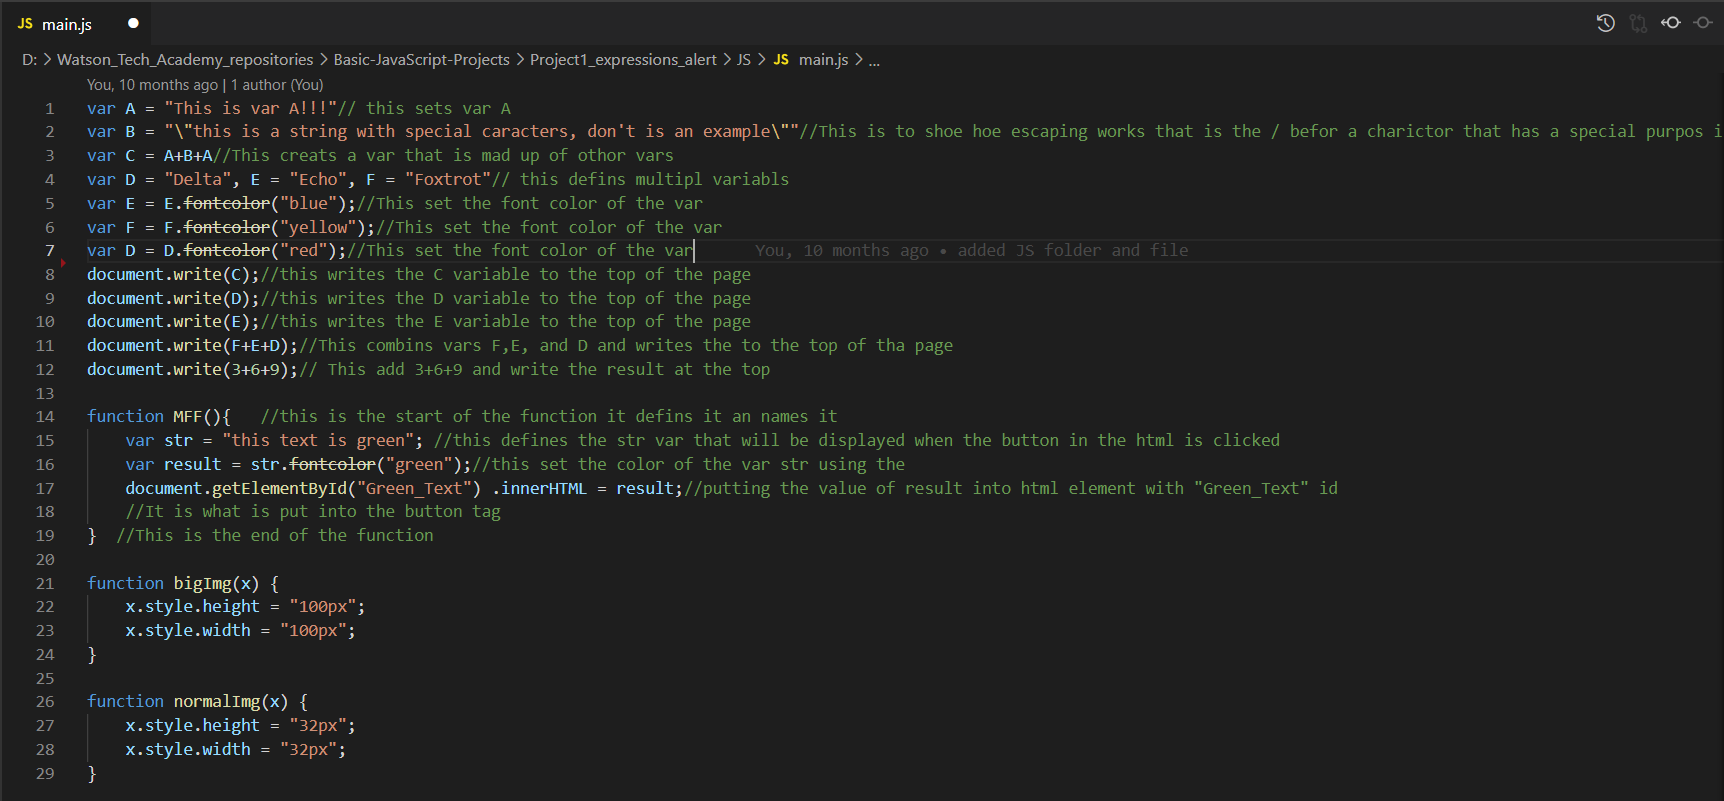 JS main.js
D: > Watson_Tech_Academy_repositories > Basic-JavaScript-Projects > Project1_expressions_alert > JS > JS main.js > ...
You, 10 months ago | 1 author (You)
1 var A = "This is var A!!!"// this sets var A
2 var B = "\"this is a string with special caracters, don't is an example\""//This is to shoe hoe escaping works that is the / befor a charictor that has a special purpos i
3 var C = A+B+A//This creats a var that is mad up of othor vars
4 var D = "Delta", E = "Echo", F = "Foxtrot"// this defins multipl variabls
5 var E = E.fontcolor("blue");//This set the font color of the var
6 var F = F.fontcolor("yellow");//This set the font color of the var
7 var D = D.fontcolor("red");//This set the font color of the var You, 10 months ago • added JS folder and file
8 document.write(C);//this writes the C variable to the top of the page
9 document.write(D);//this writes the D variable to the top of the page
10 document.write(E);//this writes the E variable to the top of the page
11 document.write(F+E+D);//This combins vars F,E, and D and writes the to the top of tha page
12 document.write(3+6+9);// This add 3+6+9 and write the result at the top
13
14 function MFF(){   //this is the start of the function it defins it an names it
15     var str = "this text is green"; //this defines the str var that will be displayed when the button in the html is clicked
16     var result = str.fontcolor("green");//this set the color of the var str using the
17     document.getElementById("Green_Text") .innerHTML = result;//putting the value of result into html element with "Green_Text" id
18     //It is what is put into the button tag
19 }  //This is the end of the function
20
21 function bigImg(x) {
22     x.style.height = "100px";
23     x.style.width = "100px";
24 }
25
26 function normalImg(x) {
27     x.style.height = "32px";
28     x.style.width = "32px";
29 }